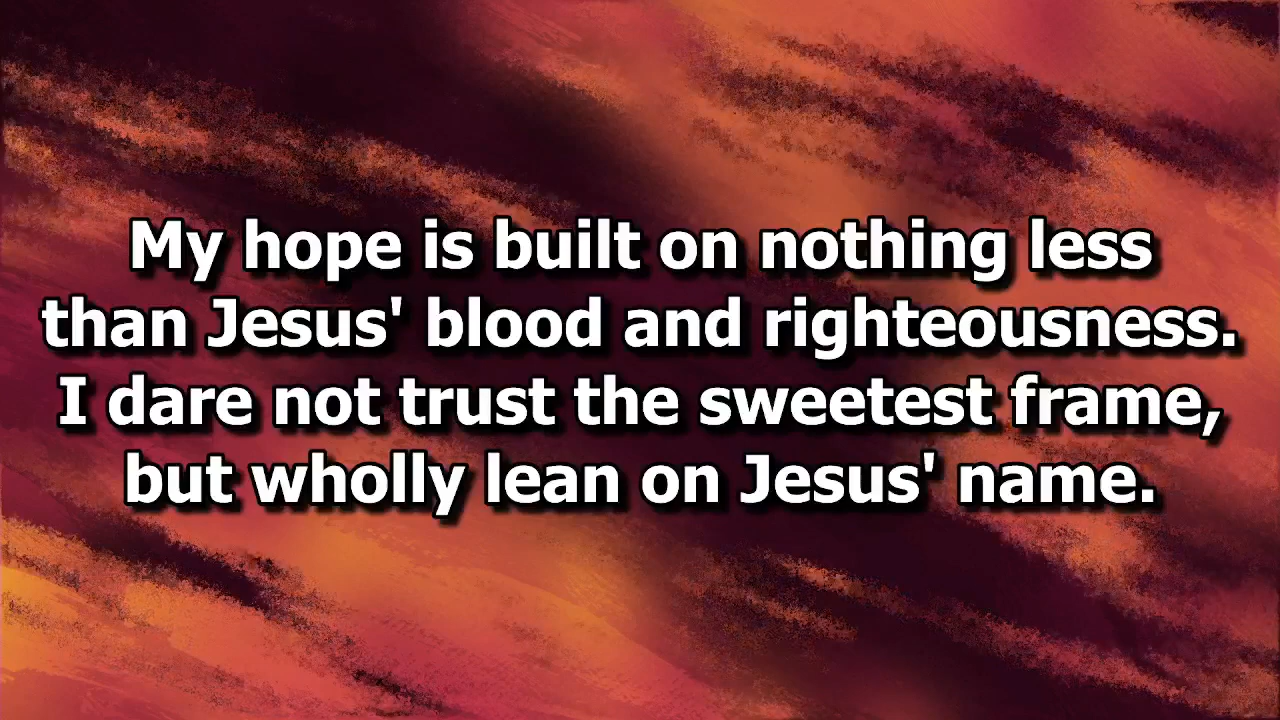 My hope is built on nothing less
than Jesus' blood and righteousness.
I dare not trust the sweetest frame,
but wholly lean on Jesus' name.